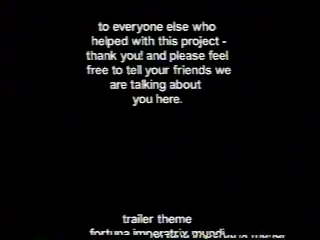 to everyone else who
helped with this project -
thank you! and please feel
free to tell your friends we
are talking about
you here.
trailer theme
fortuna imperatrix mundi